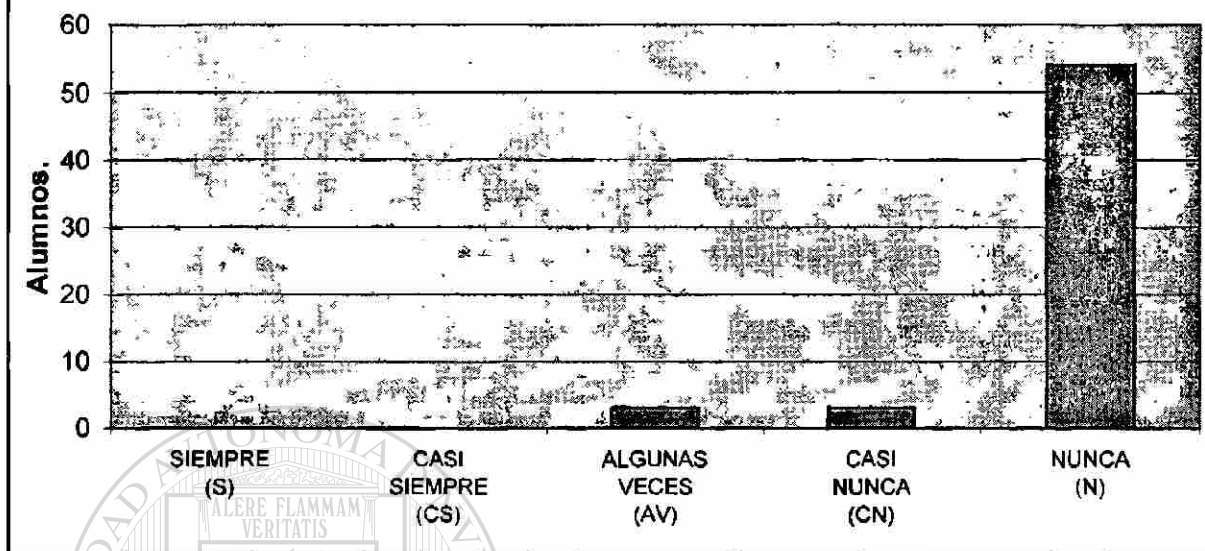 60
50
40
30
20
10
0
Alumnos.
SIEMPRE
(S)
CASI
SIEMPRE
(CS)
ALGUNAS
VECES
(AV)
CASI
NUNCA
(CN)
NUNCA
(N)
ALERE FLAMMAM
VERITATIS